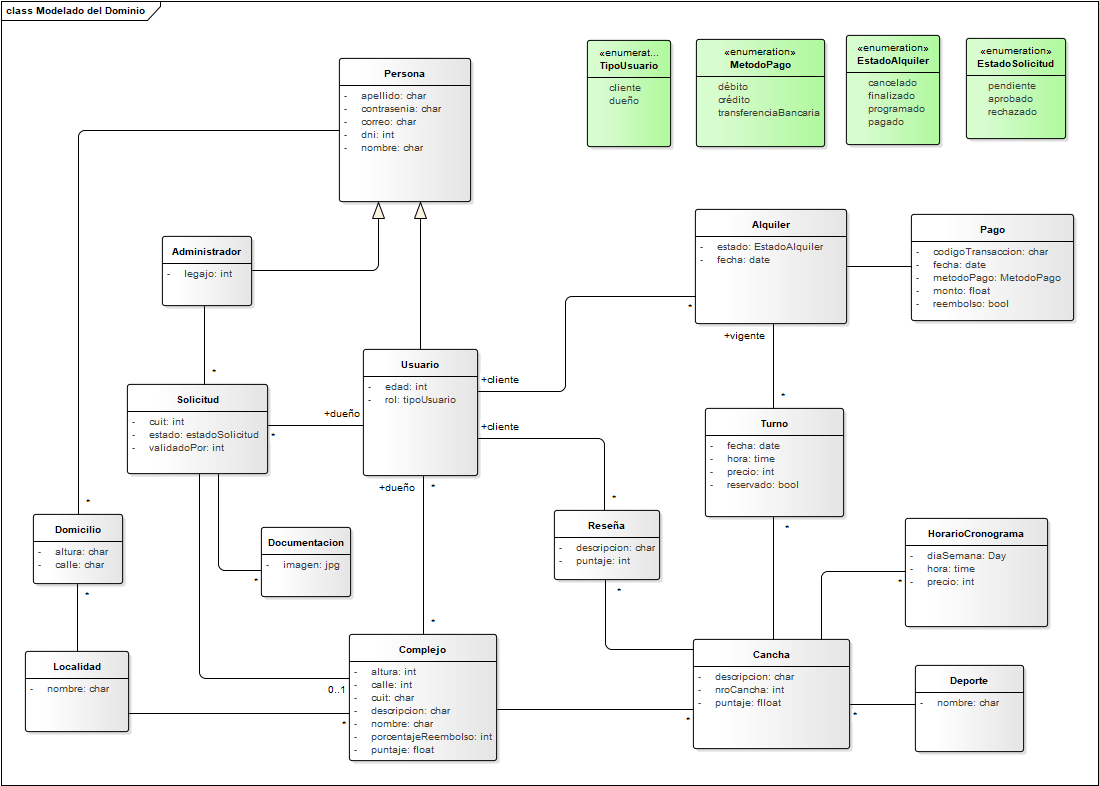 class Modelado del Dominio
«enumerat...
TipoUsuario
cliente
dueño
«enumeration»
MetodoPago
débito
crédito
transferenciaBancaria
«enumeration»
EstadoAlquiler
cancelado
finalizado
programado
pagado
«enumeration»
EstadoSolicitud
pendiente
aprobado
rechazado
Persona
- apellido: char
- contrasenia: char
- correo: char
- dni: int
- nombre: char
Administrador
- legajo: int
Alquiler
- estado: EstadoAlquiler
- fecha: date
*
+vigente
*
Pago
- codigoTransaccion: char
- fecha: date
- metodoPago: MetodoPago
- monto: float
- reembolso: bool
Usuario
- edad: int
- rol: tipoUsuario
+cliente
+cliente
+dueño
+dueño
*
*
Solicitud
- cuit: int
- estado: estadoSolicitud
- validadoPor: int
*
*
Turno
- fecha: date
- hora: time
- precio: int
- reservado: bool
*
Domicilio
- altura: char
- calle: char
*
*
Documentacion
- imagen: jpg
*
Reseña
- descripcion: char
- puntaje: int
*
*
HorarioCronograma
- diaSemana: Day
- hora: time
- precio: int
*
Localidad
- nombre: char
Complejo
- altura: int
- calle: int
- cuit: char
- descripcion: char
- nombre: char
- porcentajeReembolso: int
- puntaje: float
*
0..1
*
Cancha
- descripcion: char
- nroCancha: int
- puntaje: flloat
*
*
Deporte
- nombre: char